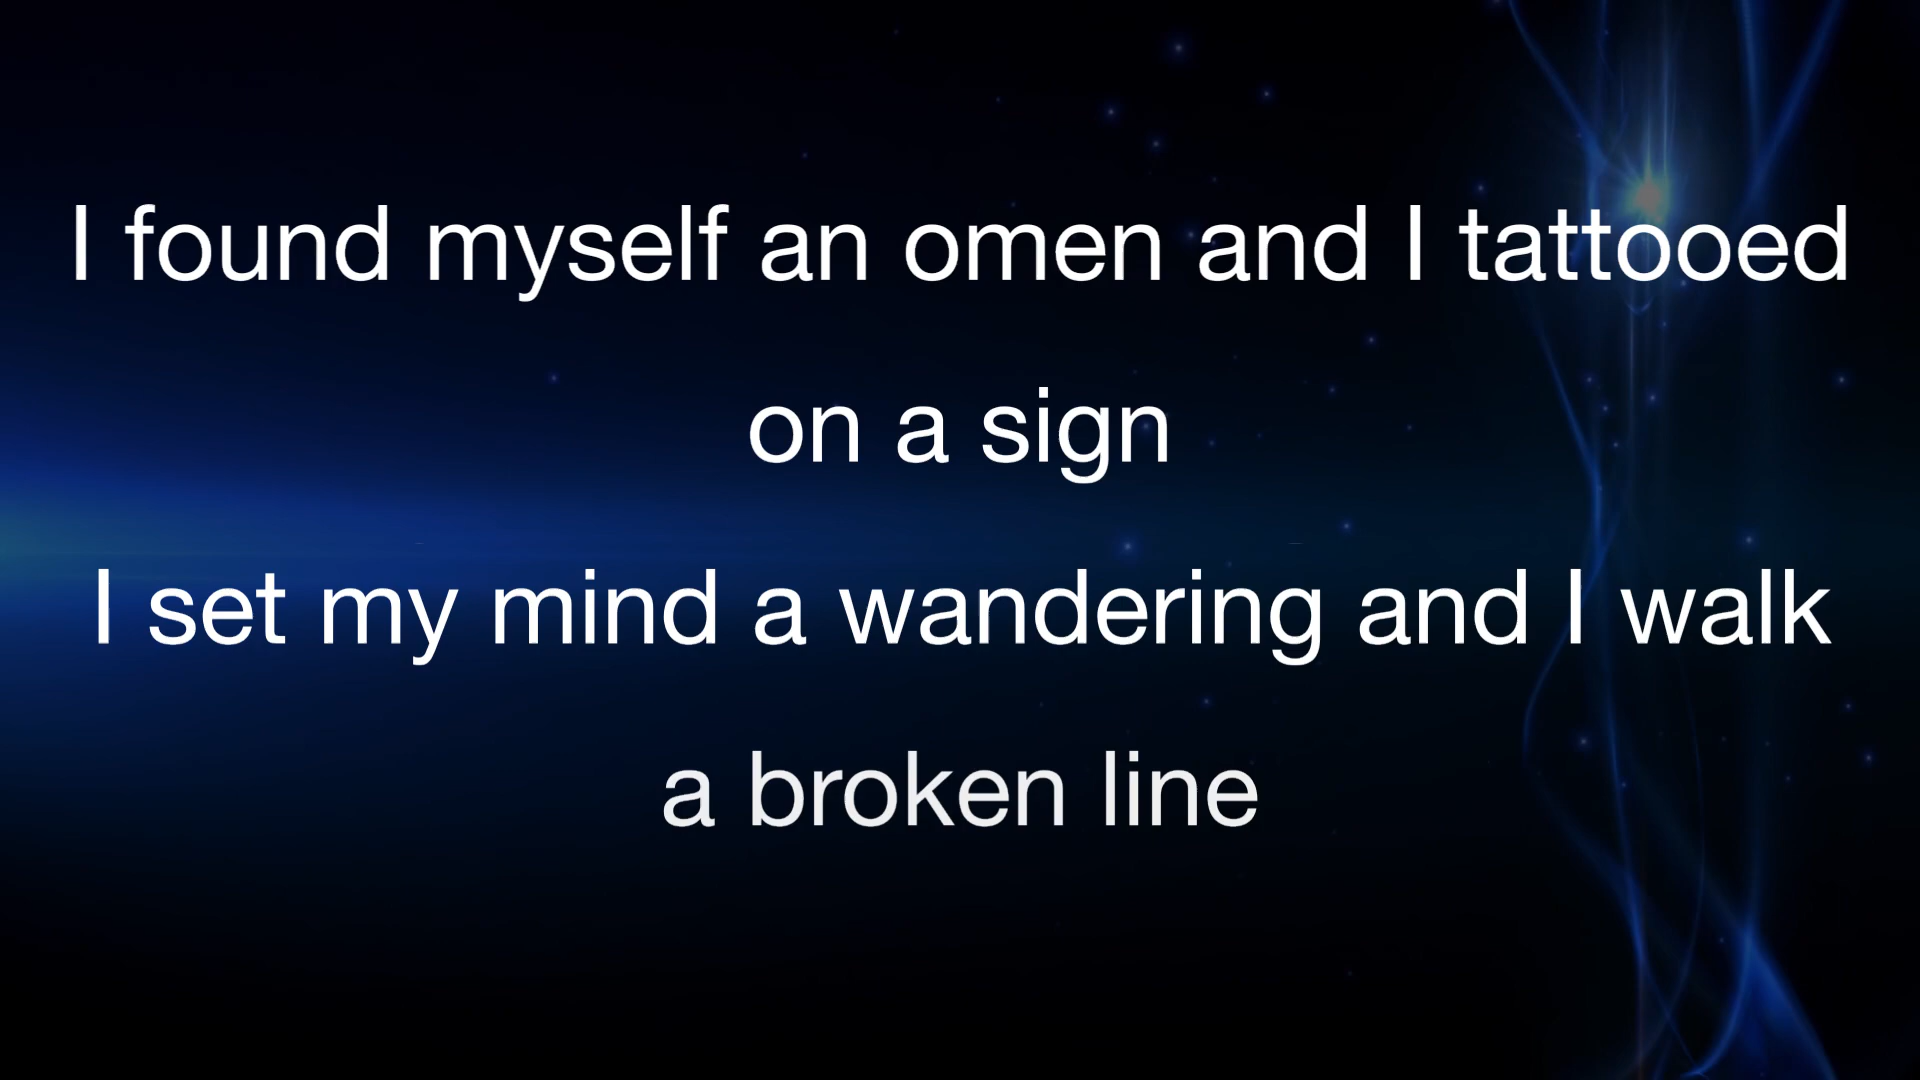 I found myself an omen and I tattooed
on a sign
I set my mind a wandering and I walk
a broken line